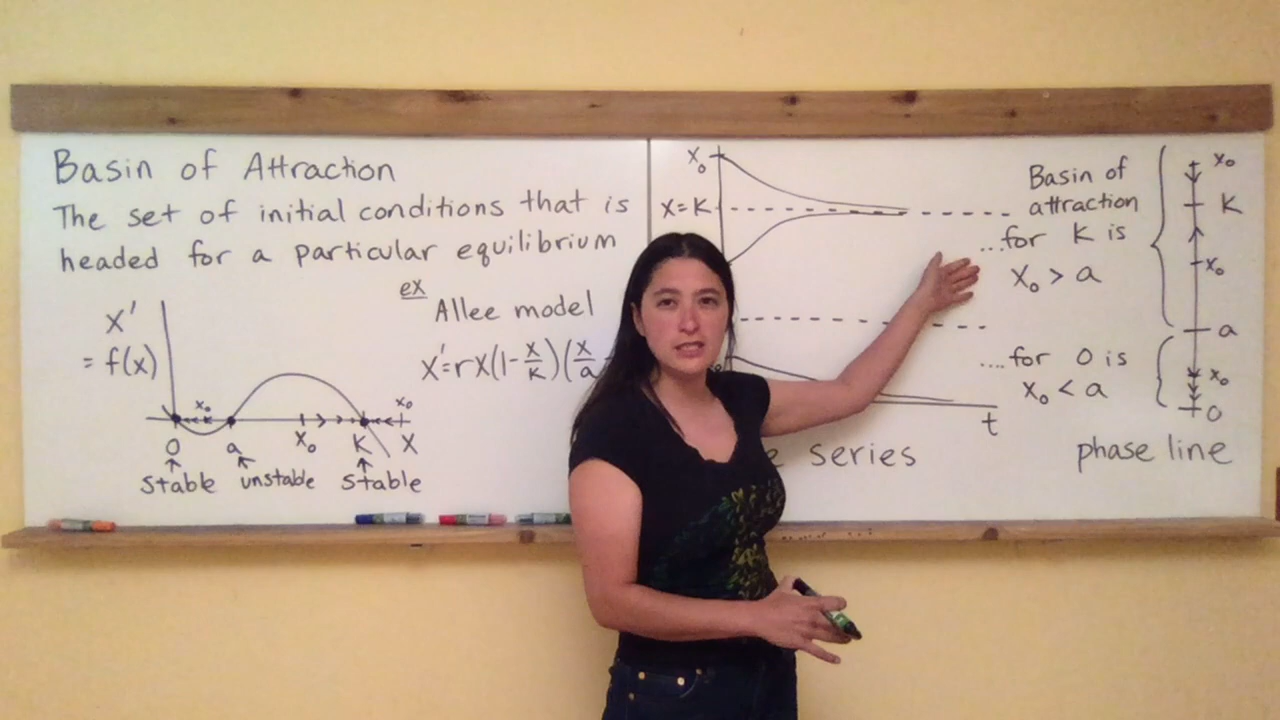 Basin of Attraction
The set of initial conditions that is
headed for a particular equilibrium
ex
Allee model
x'=rx(1-x/K)(x/a
x'
= f(x)
x₀
x₀
0 a x₀ K x
stable unstable stable
x₀
x=K
t
series
Basin of
attraction
...for K is
x₀ > a
....for 0 is
x₀ < a
x₀
K
x₀
a
x₀
0
phase line